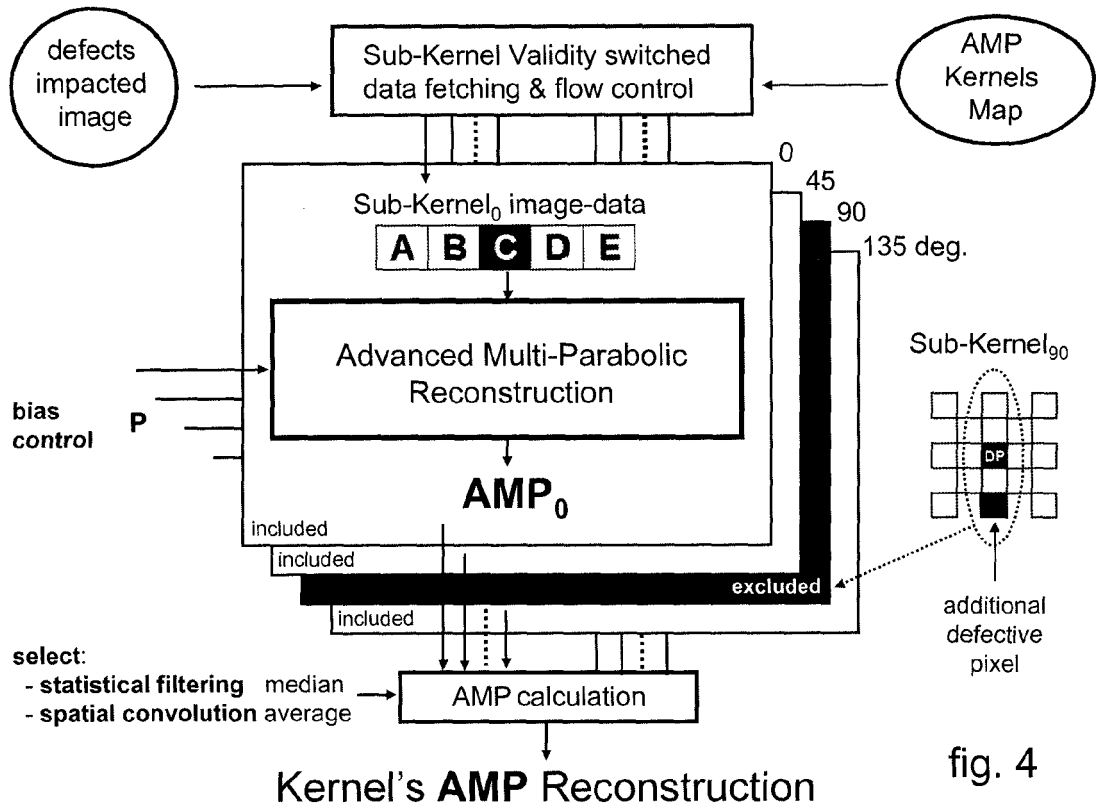 defects
impacted
image
Sub-Kernel Validity switched
data fetching & flow control
AMP
Kernels
Map
0
45
90
135 deg.
Sub-Kernel0 image-data
A B C D E
Advanced Multi-Parabolic
Reconstruction
bias
control
P
AMP0
included
included
excluded
included
Sub-Kernel90
DP
additional
defective
pixel
select:
- statistical filtering median
- spatial convolution average
AMP calculation
Kernel's AMP Reconstruction
fig. 4